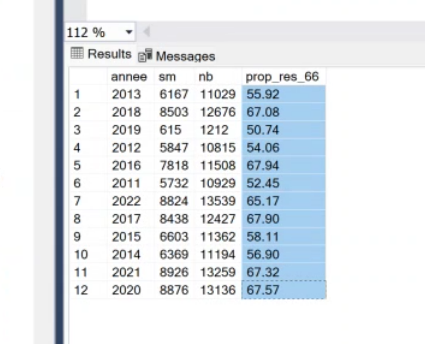 112 %
Results Messages
annee sm nb prop_res_66
1 2013 6167 11029 55.92
2 2018 8503 12676 67.08
3 2019 615 1212 50.74
4 2012 5847 10815 54.06
5 2016 7818 11508 67.94
6 2011 5732 10929 52.45
7 2022 8824 13539 65.17
8 2017 8438 12427 67.90
9 2015 6603 11362 58.11
10 2014 6369 11194 56.90
11 2021 8926 13259 67.32
12 2020 8876 13136 67.57